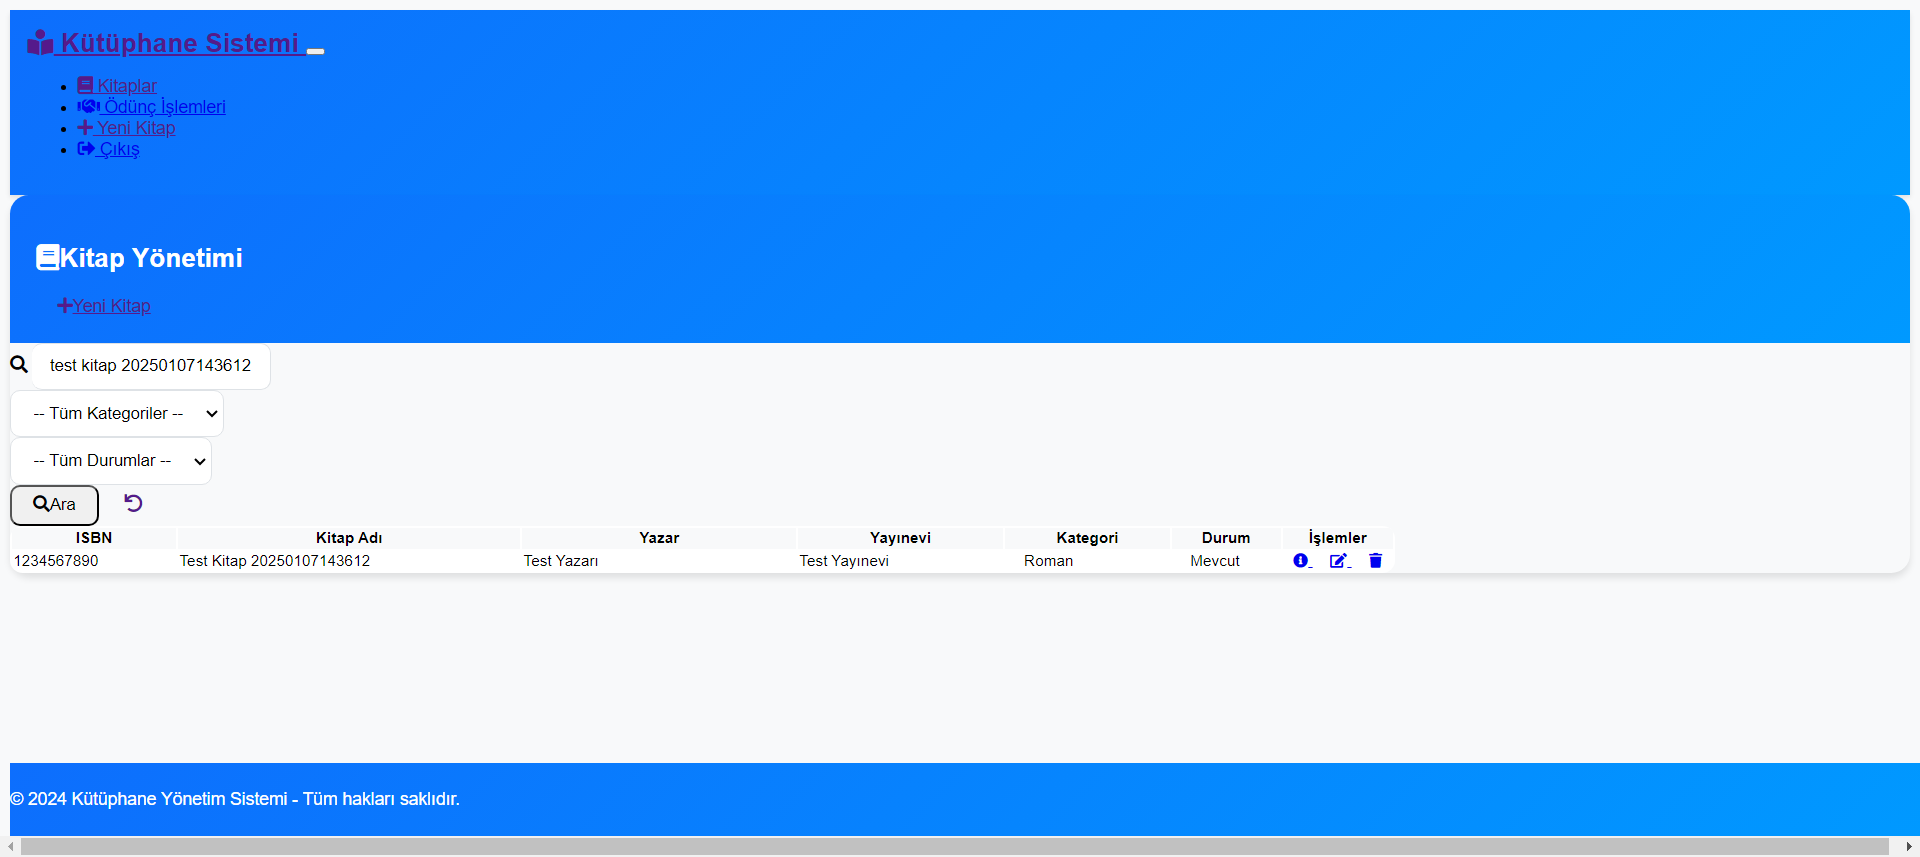 Kütüphane Sistemi
Kitaplar
Ödünç İşlemleri
Yeni Kitap
Çıkış
Kitap Yönetimi
Yeni Kitap
test kitap 20250107143612
-- Tüm Kategoriler --
-- Tüm Durumlar --
Ara
ISBN Kitap Adı Yazar Yayınevi Kategori Durum İşlemler
1234567890 Test Kitap 20250107143612 Test Yazarı Test Yayınevi Roman Mevcut
© 2024 Kütüphane Yönetim Sistemi - Tüm hakları saklıdır.